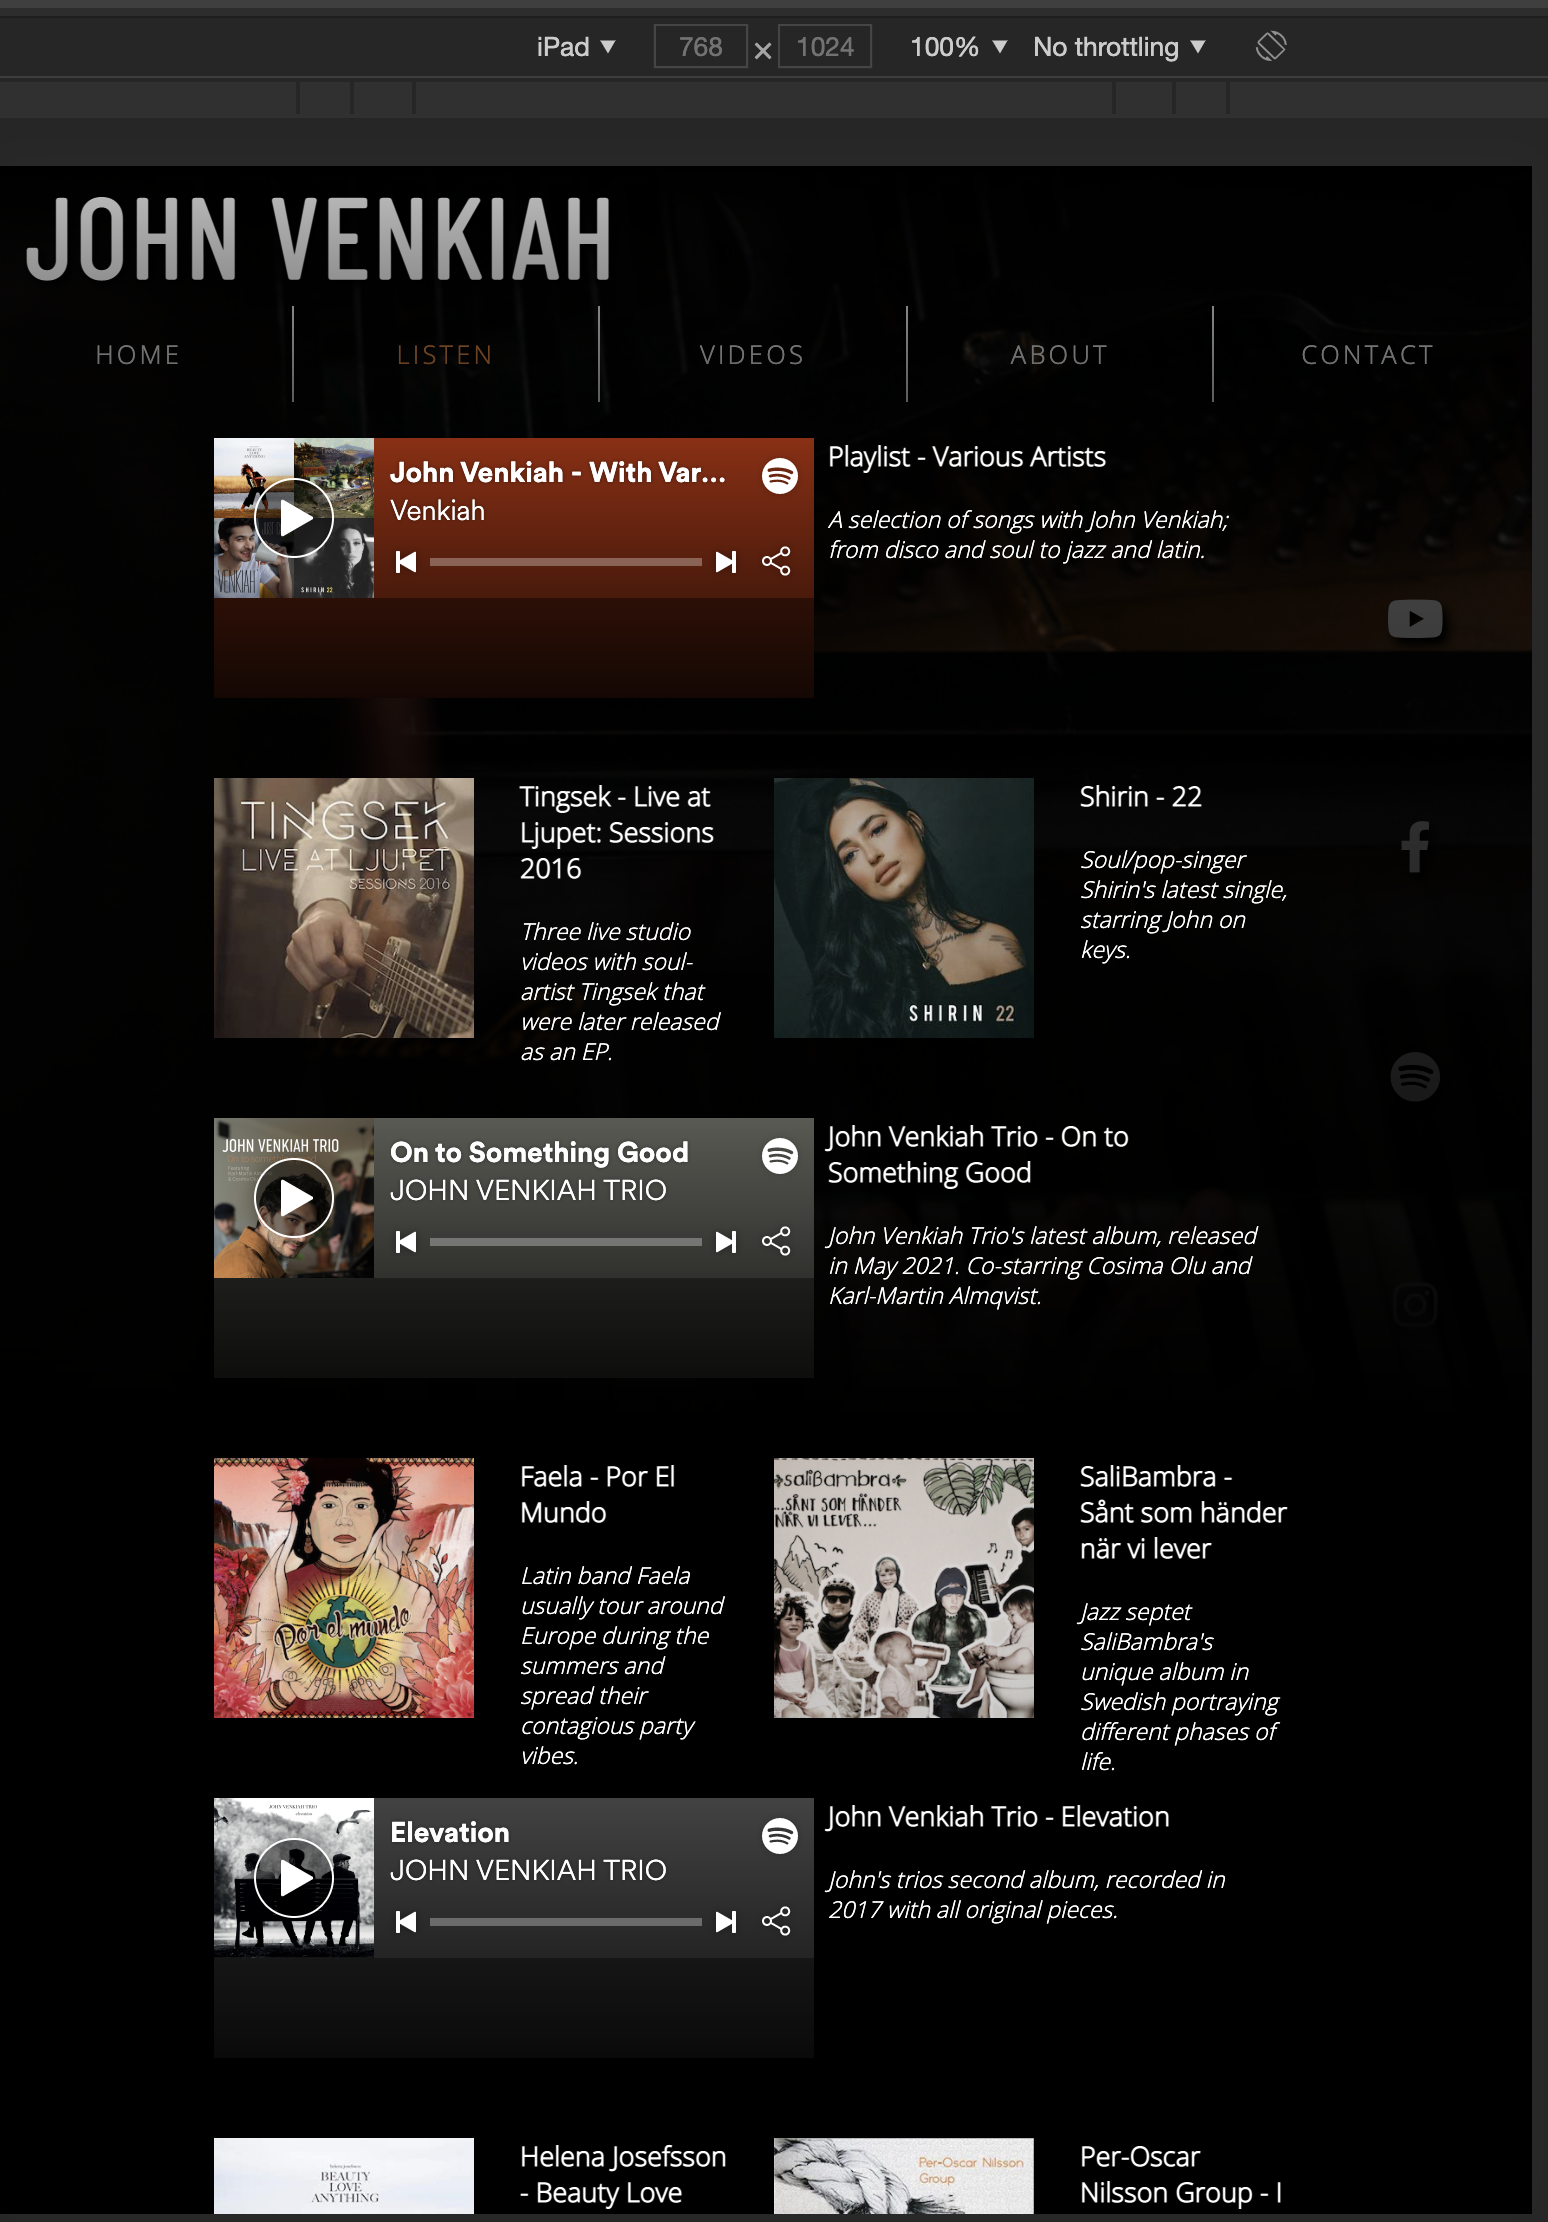 iPad ▼ 768 × 1024 100% ▼ No throttling ▼
JOHN VENKIAH
HOME LISTEN VIDEOS ABOUT CONTACT
John Venkiah - With Var...
Venkiah
VENKIAH
SHIRIN 22
Playlist - Various Artists
A selection of songs with John Venkiah;
from disco and soul to jazz and latin.
TINGSEK
LIVE AT LJUPET
SESSIONS 2016
Tingsek - Live at
Ljupet: Sessions
2016
Three live studio
videos with soul-
artist Tingsek that
were later released
as an EP.
SHIRIN 22
Shirin - 22
Soul/pop-singer
Shirin's latest single,
starring John on
keys.
JOHN VENKIAH TRIO
On to Something Good
JOHN VENKIAH TRIO
John Venkiah Trio - On to
Something Good
John Venkiah Trio's latest album, released
in May 2021. Co-starring Cosima Olu and
Karl-Martin Almqvist.
Por el mundo
Faela - Por El
Mundo
Latin band Faela
usually tour around
Europe during the
summers and
spread their
contagious party
vibes.
saliBambra
...SÅNT SOM HÄNDER
NÄR VI LEVER...
SaliBambra -
Sånt som händer
när vi lever
Jazz septet
SaliBambra's
unique album in
Swedish portraying
different phases of
life.
JOHN VENKIAH TRIO
elevation
Elevation
JOHN VENKIAH TRIO
John Venkiah Trio - Elevation
John's trios second album, recorded in
2017 with all original pieces.
helena josefsson
BEAUTY
LOVE
ANYTHING
Helena Josefsson
- Beauty Love
Per-Oscar Nilsson
Group
Per-Oscar
Nilsson Group - I